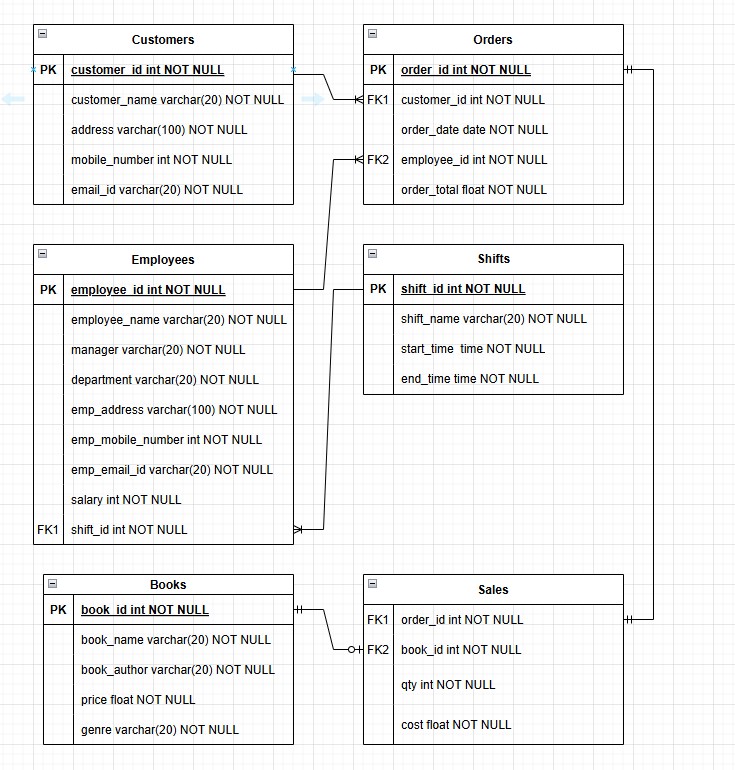 Customers
PK customer_id int NOT NULL
customer_name varchar(20) NOT NULL
address varchar(100) NOT NULL
mobile_number int NOT NULL
email_id varchar(20) NOT NULL
Orders
PK order_id int NOT NULL
FK1 customer_id int NOT NULL
order_date date NOT NULL
FK2 employee_id int NOT NULL
order_total float NOT NULL
Employees
PK employee_id int NOT NULL
employee_name varchar(20) NOT NULL
manager varchar(20) NOT NULL
department varchar(20) NOT NULL
emp_address varchar(100) NOT NULL
emp_mobile_number int NOT NULL
emp_email_id varchar(20) NOT NULL
salary int NOT NULL
FK1 shift_id int NOT NULL
Shifts
PK shift_id int NOT NULL
shift_name varchar(20) NOT NULL
start_time  time NOT NULL
end_time time NOT NULL
Books
PK book_id int NOT NULL
book_name varchar(20) NOT NULL
book_author varchar(20) NOT NULL
price float NOT NULL
genre varchar(20) NOT NULL
Sales
FK1 order_id int NOT NULL
FK2 book_id int NOT NULL
qty int NOT NULL
cost float NOT NULL